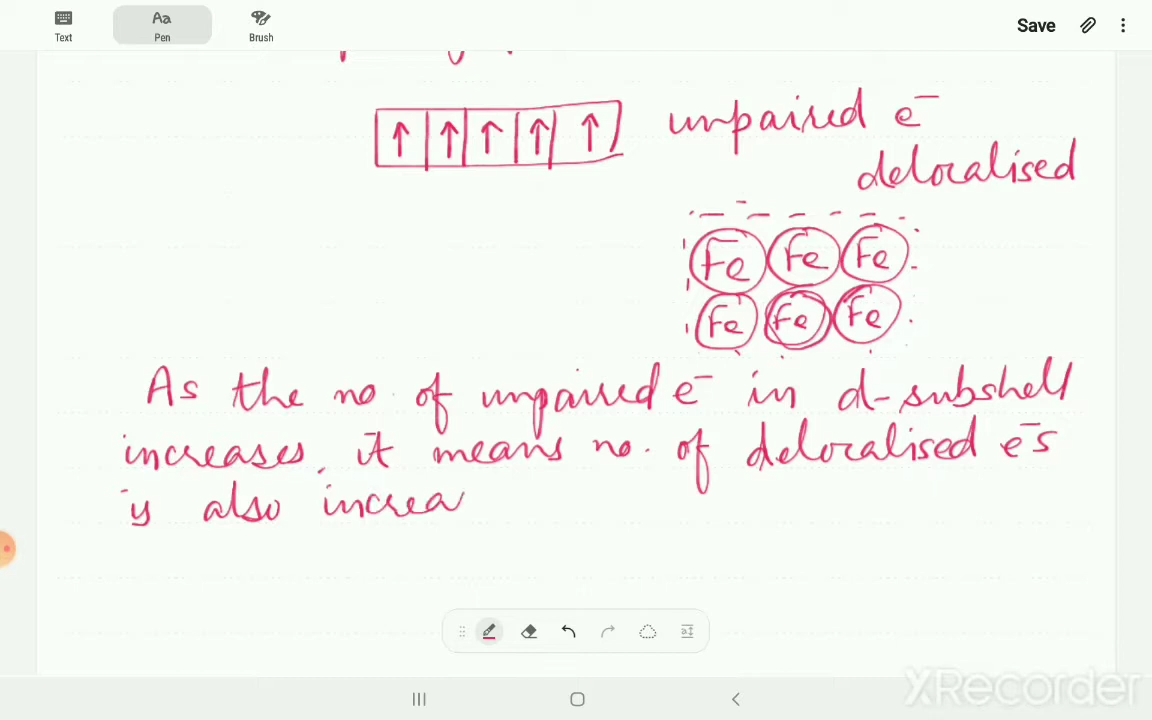 Text
Aa
Pen
Brush
Save
unpaired e⁻
delocalised
Fe Fe Fe
Fe Fe Fe
As the no. of unpaired e⁻ in d-subshell
increases. it means no. of delocalised e⁻s
is also increa
XRecorder